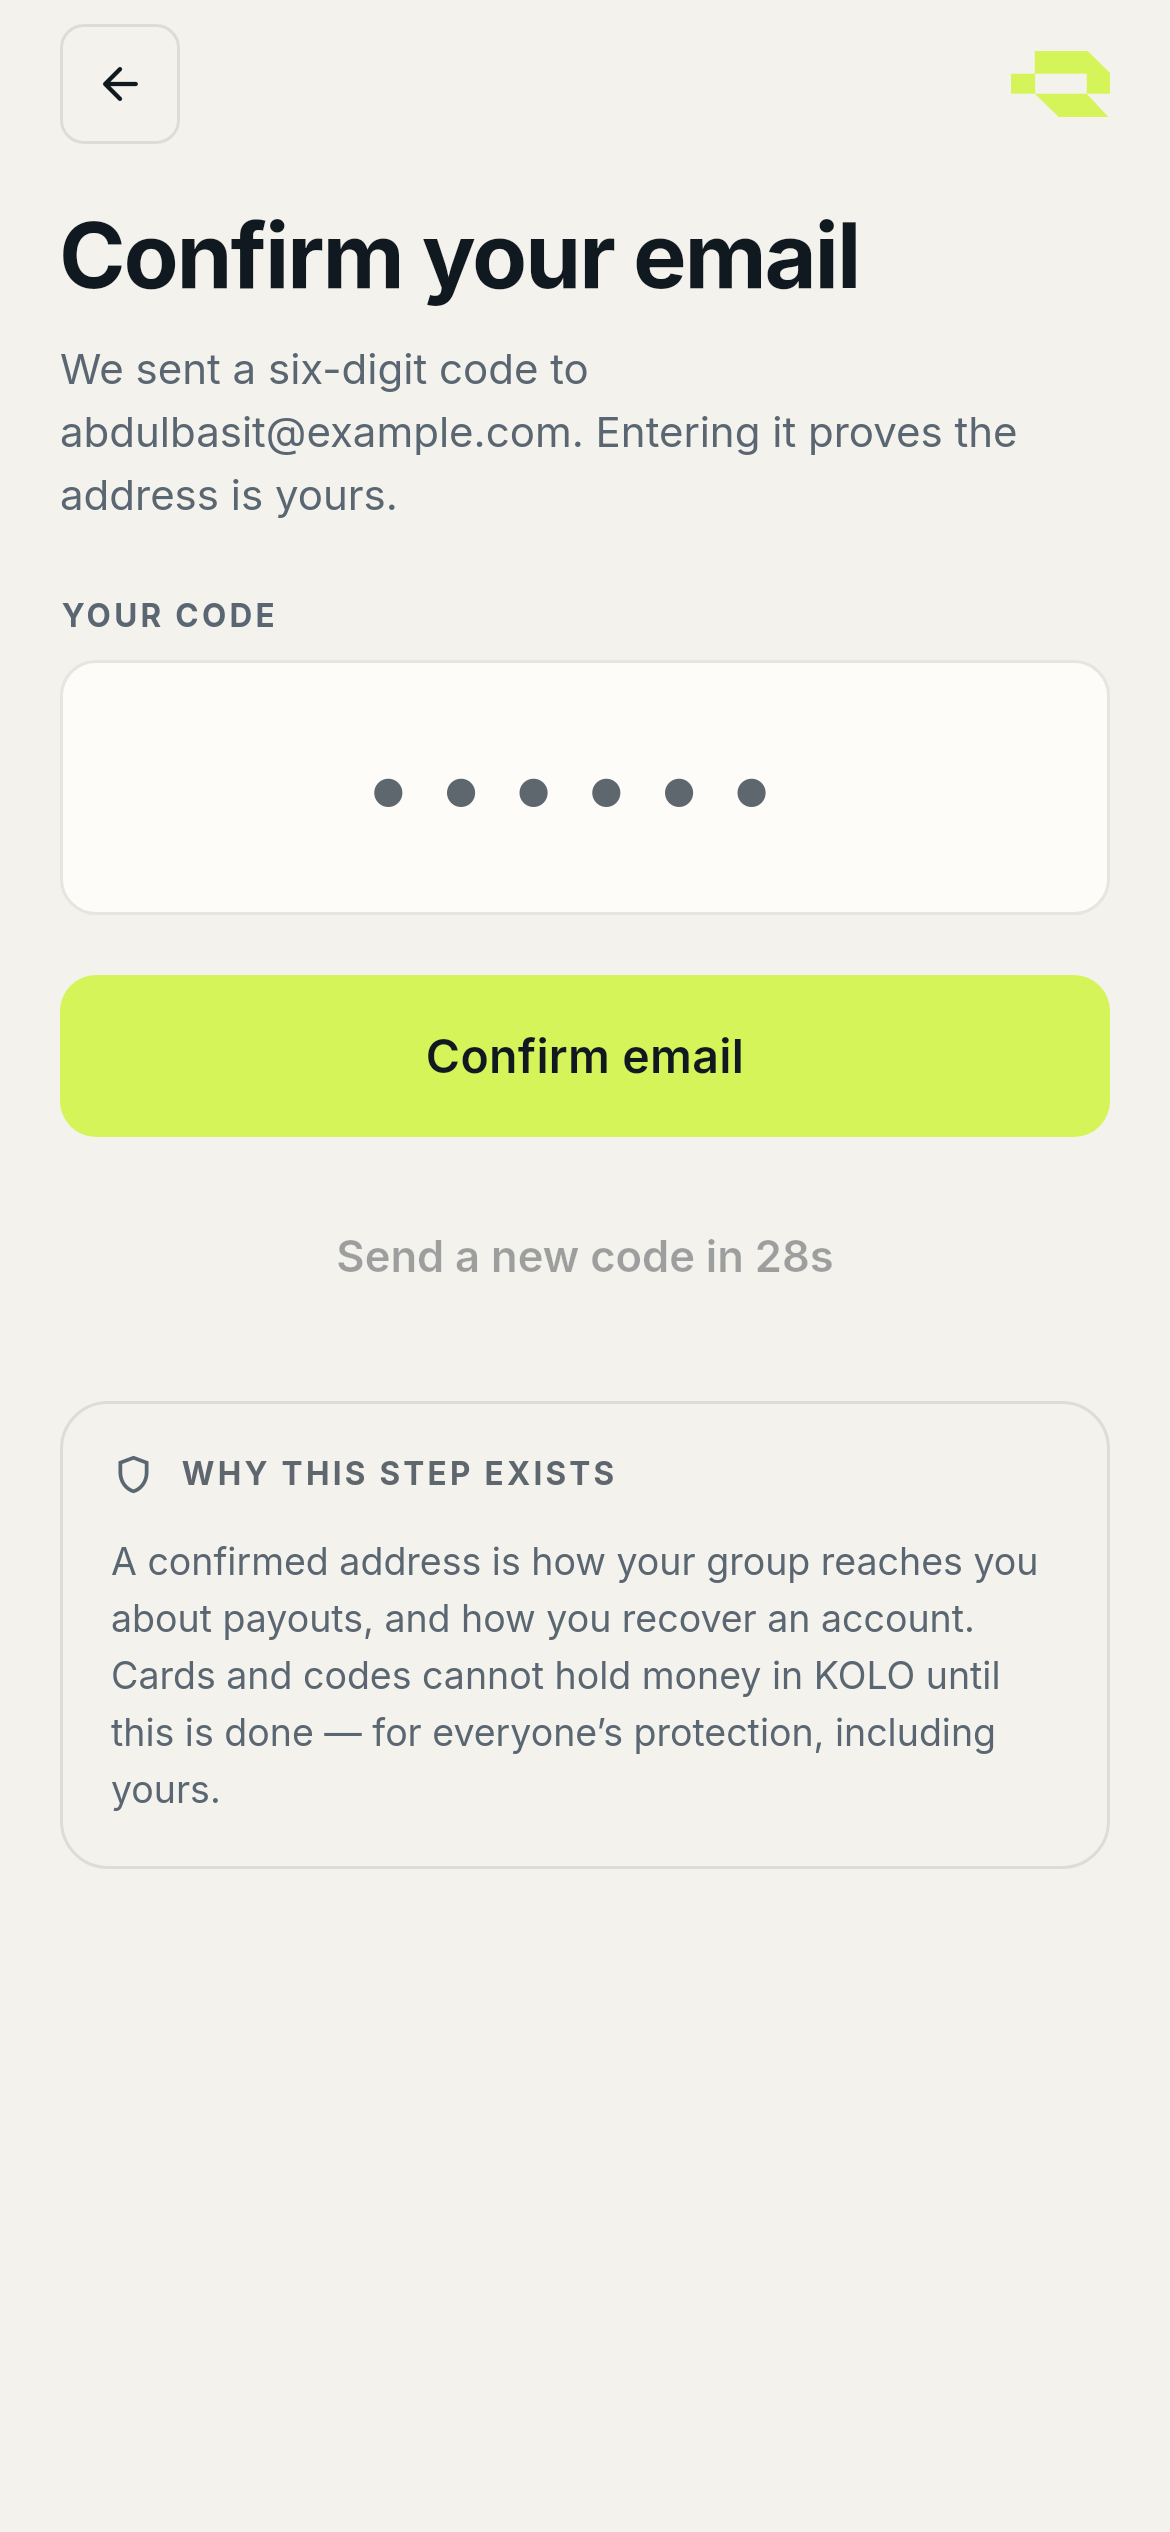 Confirm your email
We sent a six-digit code to
abdulbasit@example.com. Entering it proves the
address is yours.
YOUR CODE
••••••
Confirm email
Send a new code in 28s
WHY THIS STEP EXISTS
A confirmed address is how your group reaches you
about payouts, and how you recover an account.
Cards and codes cannot hold money in KOLO until
this is done — for everyone’s protection, including
yours.